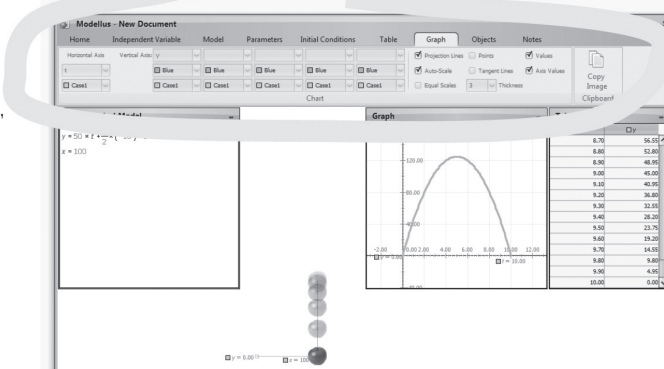 Modellus - New Document
Home Independent Variable Model Parameters Initial Conditions Table Graph Objects Notes
Horizontal Axis Vertical Axis: y Projection Lines Points Values
t: Blue Blue Blue Blue Blue Auto-Scale Tangent Lines Axis Values
Case1 Case1 Case1 Case1 Case1 Case1 Equal Scales 3 Thickness
Copy
Image
Chart Clipboard
Model
y = 50 × t +
2
x = 100
Graph
120.00
80.00
40.00
-2.00 0.00 2.00 4.00 6.00 8.00 10.00 12.00
y = 0.00
t = 10.00
y
8.70 56.55
8.80 52.80
8.90 48.95
9.00 45.00
9.10 40.95
9.20 36.80
9.30 32.55
9.40 28.20
9.50 23.75
9.60 19.20
9.70 14.55
9.80 9.80
9.90 4.95
10.00 0.00
y = 0.00
x = 100